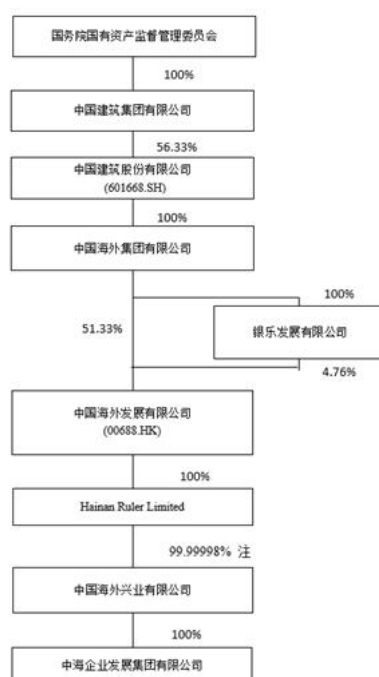 国务院国有资产监督管理委员会
100%
中国建筑集团有限公司
56.33%
中国建筑股份有限公司
(601668.SH)
100%
中国海外集团有限公司
100%
51.33%
银乐发展有限公司
4.76%
中国海外发展有限公司
(00688.HK)
100%
Hainan Ruler Limited
99.99998% 注
中国海外兴业有限公司
100%
中海企业发展集团有限公司